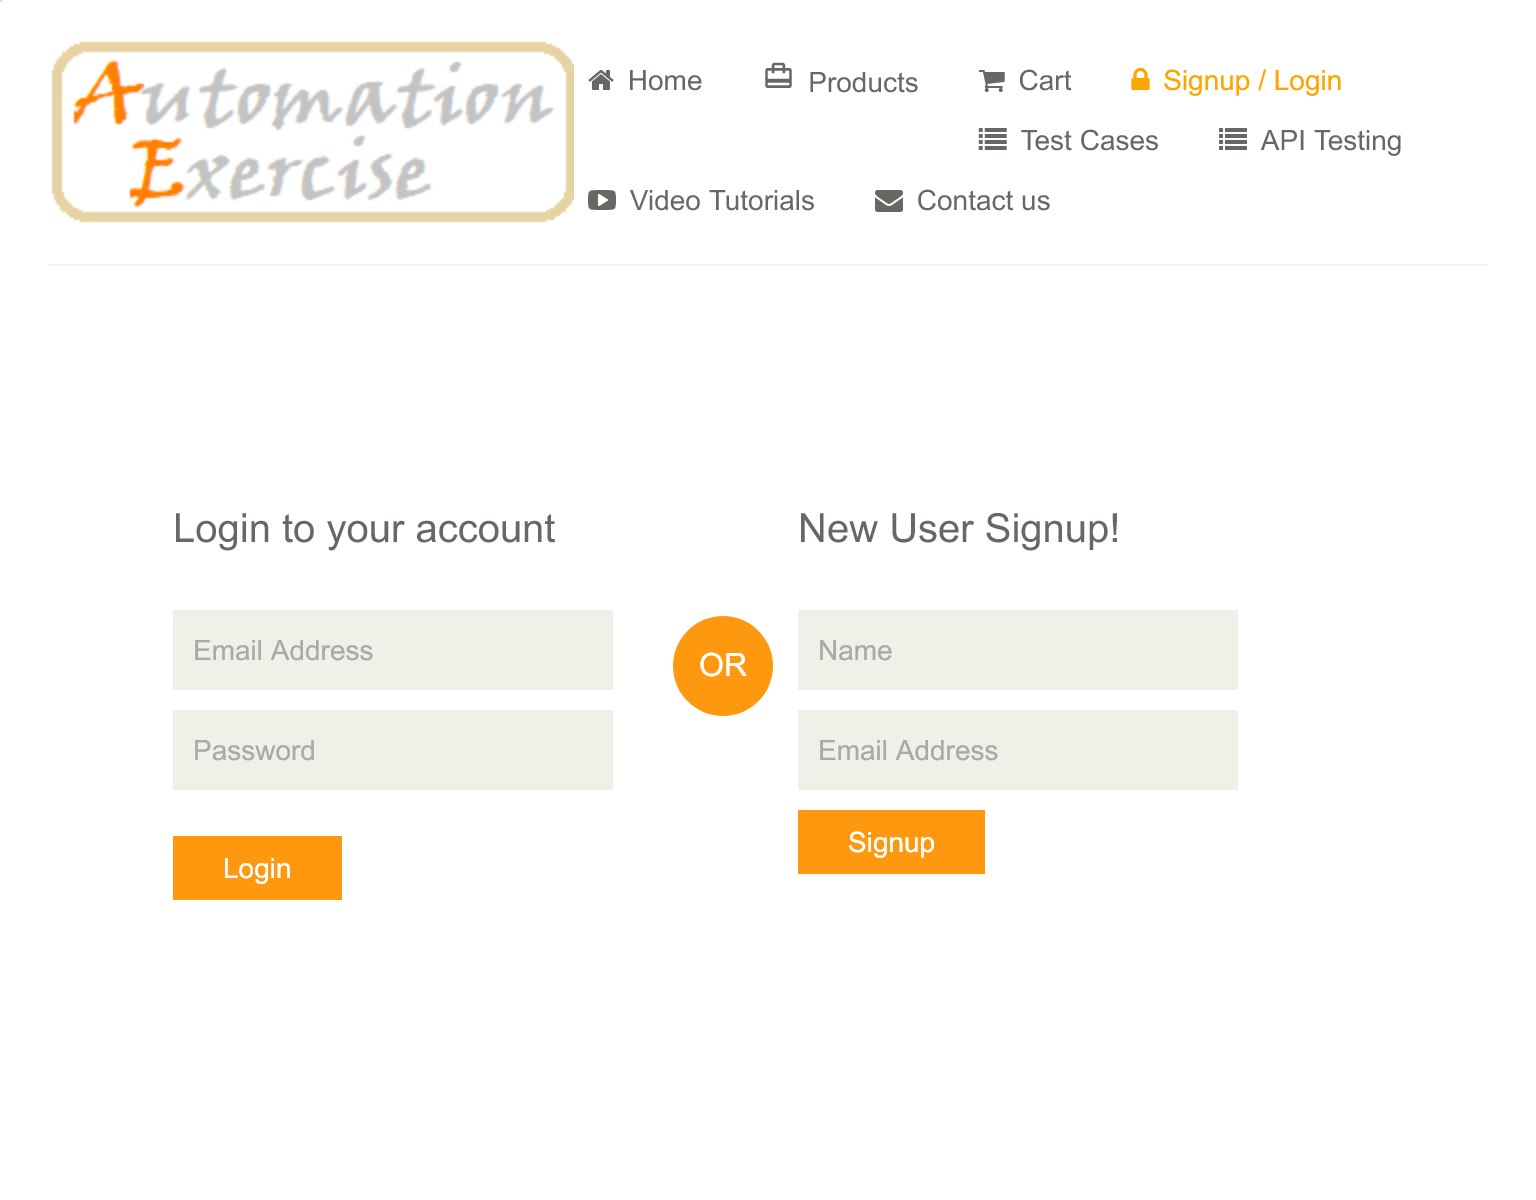 Automation
Exercise
Home
Products
Cart
Signup / Login
Test Cases
API Testing
Video Tutorials
Contact us
Login to your account
Email Address
Password
Login
OR
New User Signup!
Name
Email Address
Signup